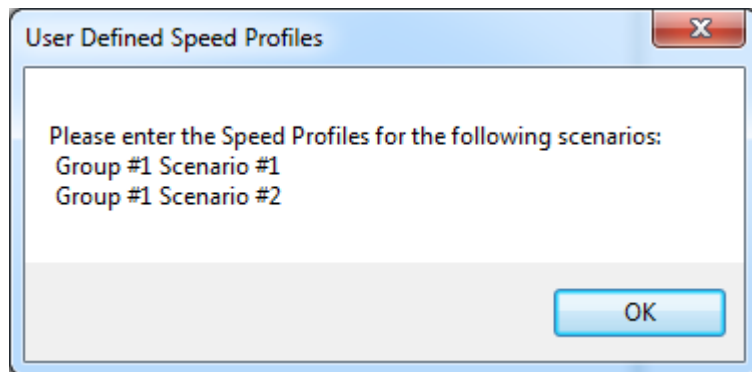 User Defined Speed Profiles
Please enter the Speed Profiles for the following scenarios:
Group #1 Scenario #1
Group #1 Scenario #2
OK